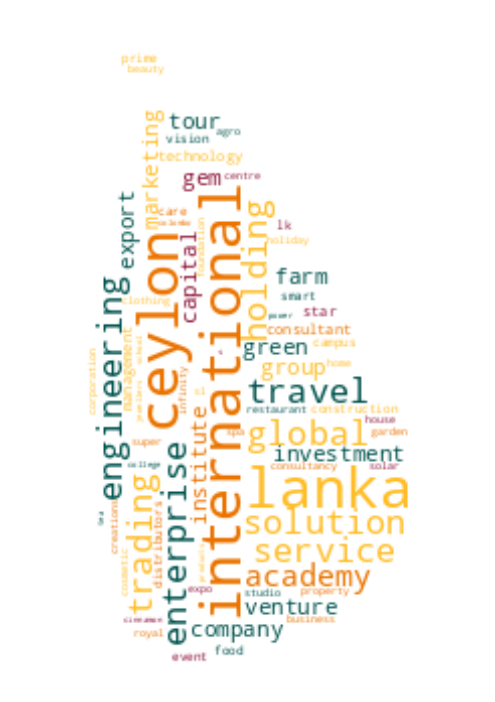 prime
beauty
marketing
tour
agro
vision
technology
gem
centre
export
care
colombo
foundation
international
holding
lk
holiday
ceylon
capital
farm
smart
clothing
power
star
consultant
engineering
management
school
green
campus
corporation
group
home
infinity
travel
restaurant
construction
house
institute
global
garden
spa
super
investment
enterprise
college
consultancy
solar
lanka
trading
distributors
solution
tea
creations
service
cosmetic
products
academy
expo
studio
property
venture
cinnamon
business
royal
company
event
food